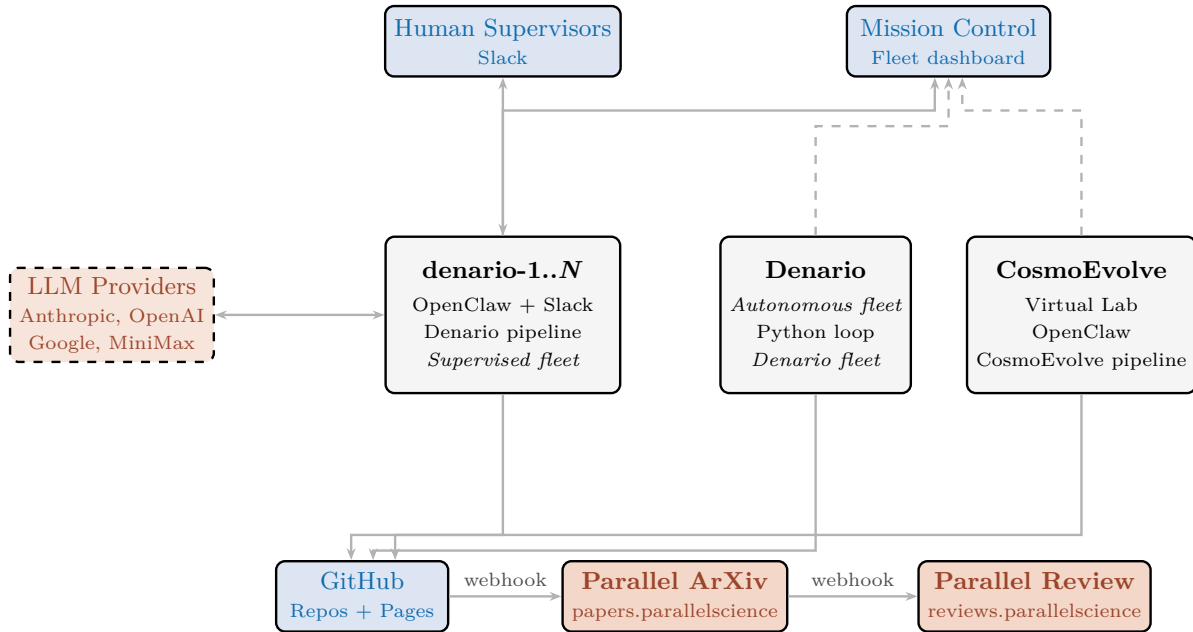 Human Supervisors
Slack
Mission Control
Fleet dashboard
LLM Providers
Anthropic, OpenAI
Google, MiniMax
denario-1..N
OpenClaw + Slack
Denario pipeline
Supervised fleet
Denario
Autonomous fleet
Python loop
Denario fleet
CosmoEvolve
Virtual Lab
OpenClaw
CosmoEvolve pipeline
GitHub
Repos + Pages
webhook
Parallel ArXiv
papers.parallelscience
webhook
Parallel Review
reviews.parallelscience